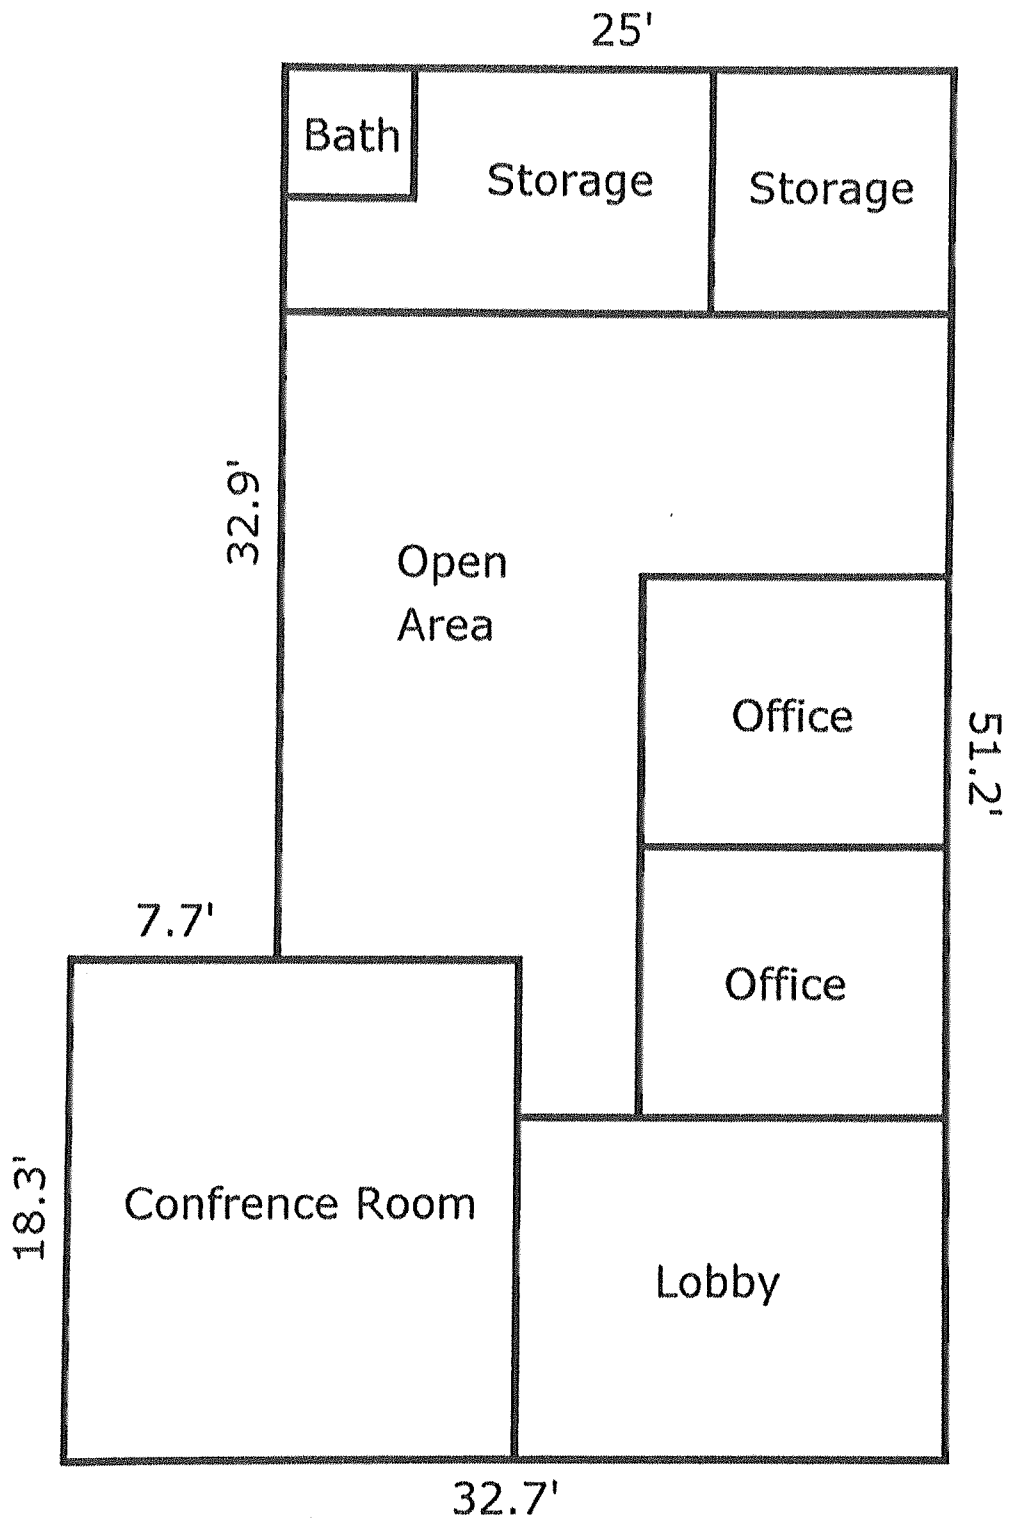 25'
Bath
Storage
Storage
32.9'
Open
Area
Office
51.2'
7.7'
Office
18.3'
Confrence Room
Lobby
32.7'